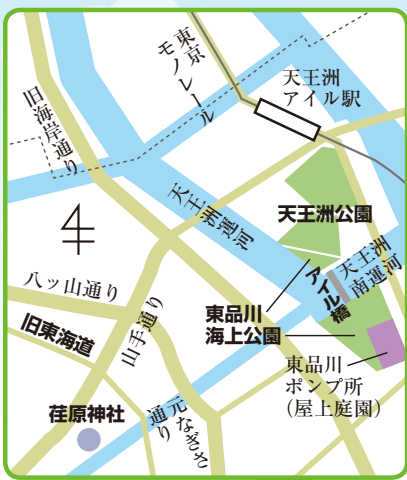 東京
モノレール
天王洲
アイル駅
旧海岸通り
天王洲運河
天王洲公園
天王洲
南運河
アイル橋
八ッ山通り
山手通り
東品川
海上公園
旧東海道
東品川
ポンプ所
(屋上庭園)
荏原神社
元なぎさ
通り